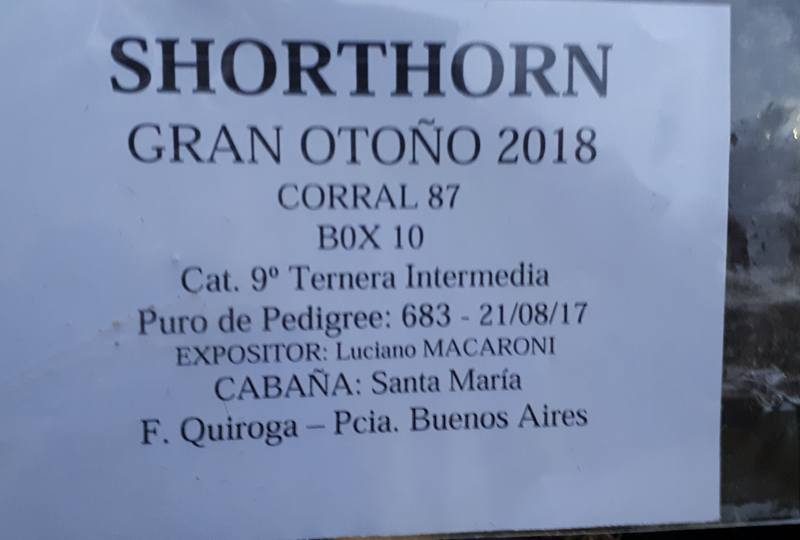 SHORTHORN
GRAN OTOÑO 2018
CORRAL 87
B0X 10
Cat. 9º Ternera Intermedia
Puro de Pedigree: 683 - 21/08/17
EXPOSITOR: Luciano MACARONI
CABAÑA: Santa María
F. Quiroga – Pcia. Buenos Aires